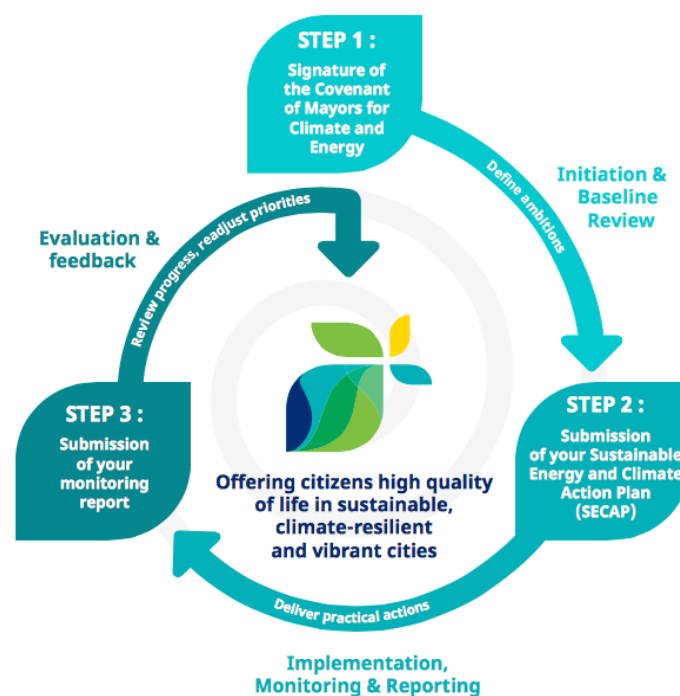 STEP 1 :
Signature of
the Covenant
of Mayors for
Climate and
Energy
Define ambitions
Initiation &
Baseline
Review
STEP 2 :
Submission
of your Sustainable
Energy and Climate
Action Plan
(SECAP)
Deliver practical actions
Implementation,
Monitoring & Reporting
STEP 3 :
Submission
of your
monitoring
report
Review progress, readjust priorities
Evaluation &
feedback
Offering citizens high quality
of life in sustainable,
climate-resilient
and vibrant cities